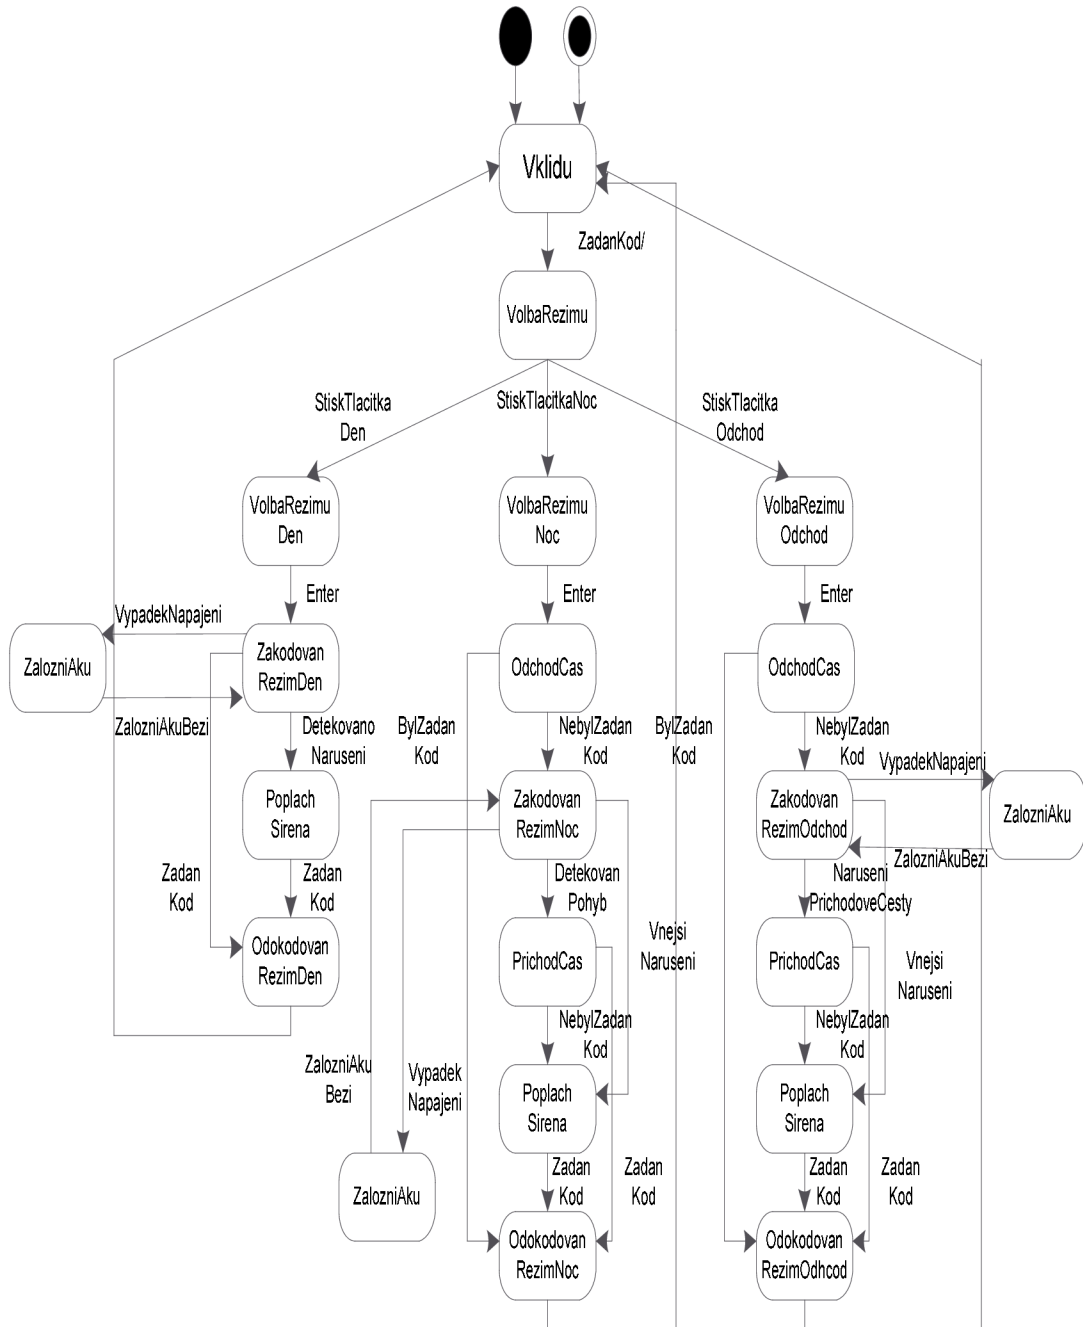 Vklidu
ZadanKod/
VolbaRezimu
StiskTlacitka
Den
StiskTlacitkaNoc
StiskTlacitka
Odchod
VolbaRezimu
Den
VolbaRezimu
Noc
VolbaRezimu
Odchod
Enter
Enter
Enter
VypadekNapajeni
ZalozniAku
Zakodovan
RezimDen
OdchodCas
OdchodCas
ZalozniAkuBezi
Detekovano
Naruseni
BylZadan
Kod
NebylZadan
Kod
BylZadan
Kod
NebylZadan
Kod
VypadekNapajeni
Poplach
Sirena
Zakodovan
RezimNoc
Zakodovan
RezimOdchod
ZalozniAku
ZalozniAkuBezi
Zadan
Kod
Zadan
Kod
Detekovan
Pohyb
Naruseni
PrichodoveCesty
Odokodovan
RezimDen
PrichodCas
Vnejsi
Naruseni
PrichodCas
Vnejsi
Naruseni
ZalozniAku
Bezi
Vypadek
Napajeni
NebylZadan
Kod
NebylZadan
Kod
Poplach
Sirena
Poplach
Sirena
ZalozniAku
Zadan
Kod
Zadan
Kod
Zadan
Kod
Zadan
Kod
Odokodovan
RezimNoc
Odokodovan
RezimOdhcod